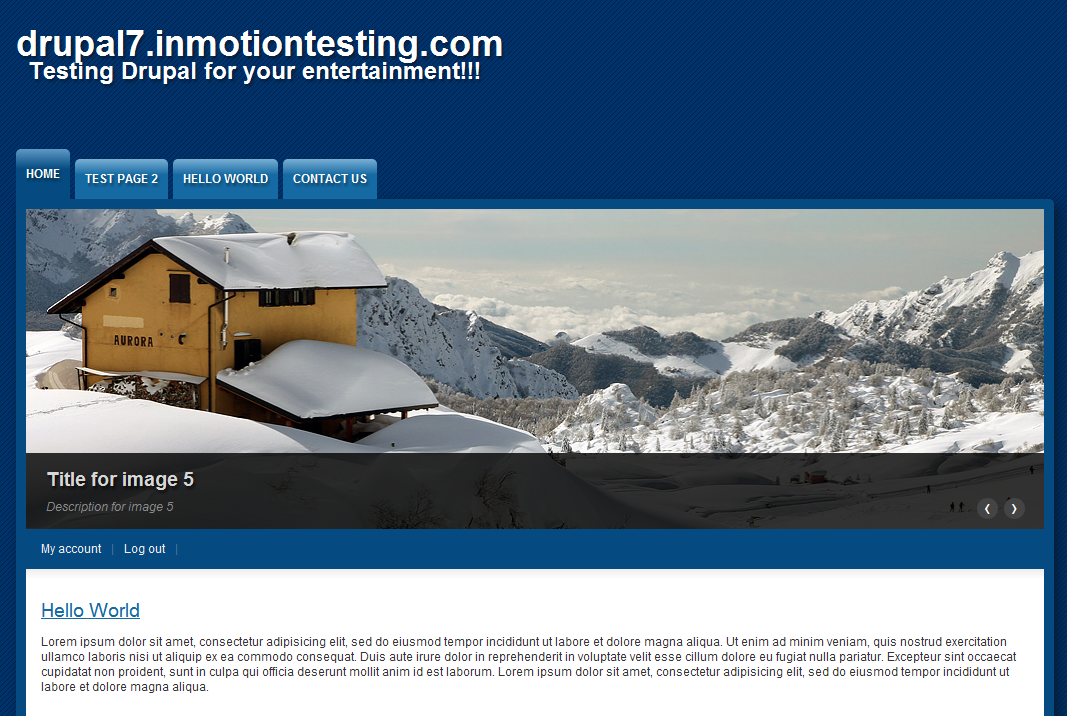 drupal7.inmotiontesting.com
Testing Drupal for your entertainment!!!
HOME TEST PAGE 2 HELLO WORLD CONTACT US
AURORA
Title for image 5
Description for image 5
My account | Log out |
Hello World
Lorem ipsum dolor sit amet, consectetur adipisicing elit, sed do eiusmod tempor incididunt ut labore et dolore magna aliqua. Ut enim ad minim veniam, quis nostrud exercitation
ullamco laboris nisi ut aliquip ex ea commodo consequat. Duis aute irure dolor in reprehenderit in voluptate velit esse cillum dolore eu fugiat nulla pariatur. Excepteur sint occaecat
cupidatat non proident, sunt in culpa qui officia deserunt mollit anim id est laborum. Lorem ipsum dolor sit amet, consectetur adipisicing elit, sed do eiusmod tempor incididunt ut
labore et dolore magna aliqua.